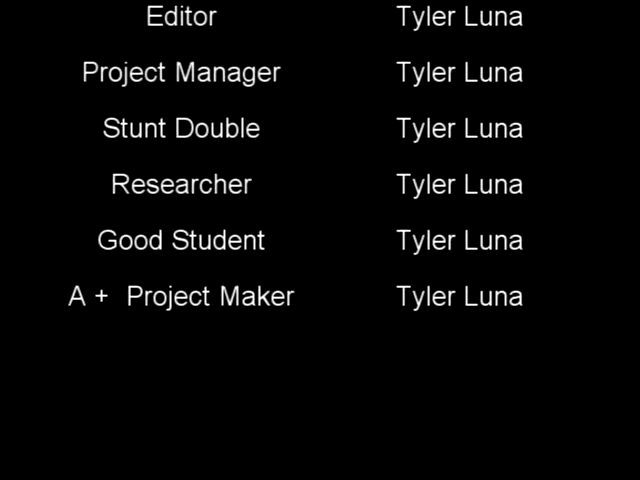 Editor Tyler Luna
Project Manager Tyler Luna
Stunt Double Tyler Luna
Researcher Tyler Luna
Good Student Tyler Luna
A +  Project Maker Tyler Luna